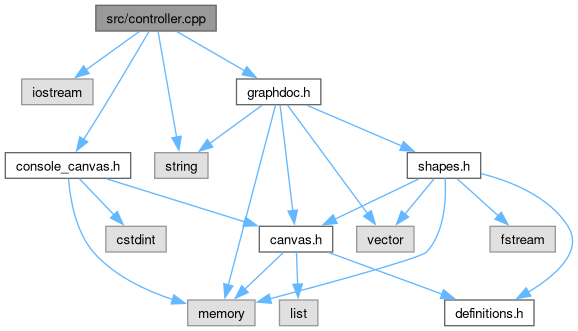 src/controller.cpp
iostream
graphdoc.h
console_canvas.h
string
shapes.h
cstdint
canvas.h
vector
fstream
memory
list
definitions.h